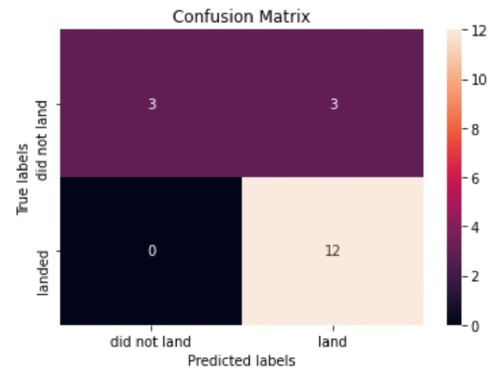 Confusion Matrix
True labels
did not land
landed
3
3
0
12
did not land
land
Predicted labels
12
10
8
6
4
2
0